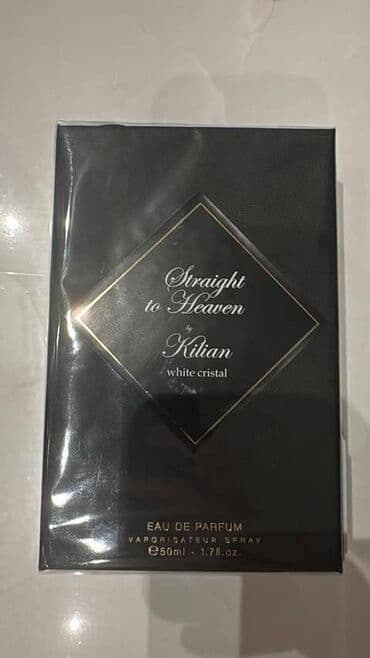 Straight
to Heaven
by
Kilian
white cristal
EAU DE PARFUM
VAPORISATEUR SPRAY
℮50ml - 1.7fl.oz.